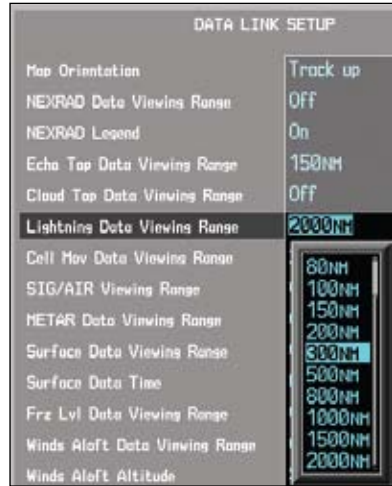 DATA LINK SETUP
Map Orientation Track up
NEXRAD Data Viewing Range Off
NEXRAD Legend On
Echo Top Data Viewing Range 150NM
Cloud Top Data Viewing Range Off
Lightning Data Viewing Range 2000NM
Cell Mov Data Viewing Range
SIG/AIR Viewing Range
METAR Data Viewing Range
Surface Data Viewing Range
Surface Data Time
Frz Lvl Data Viewing Range
Winds Aloft Data Viewing Range
Winds Aloft Altitude
80NM
100NM
150NM
200NM
300NM
500NM
800NM
1000NM
1500NM
2000NM